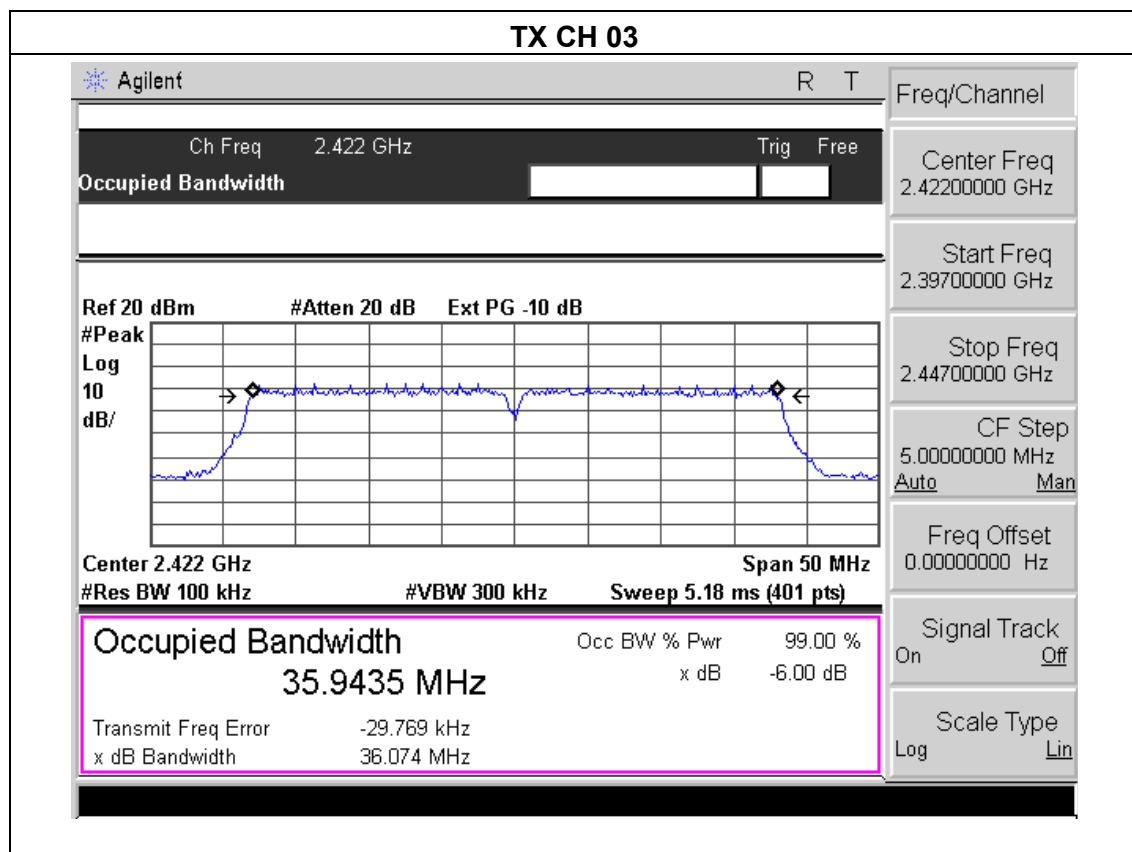 TX CH 03
Agilent R T
Freq/Channel
Ch Freq 2.422 GHz Trig Free
Occupied Bandwidth
Center Freq
2.42200000 GHz
Start Freq
2.39700000 GHz
Stop Freq
2.44700000 GHz
CF Step
5.00000000 MHz
Auto Man
Freq Offset
0.00000000 Hz
Signal Track
On Off
Scale Type
Log Lin
Ref 20 dBm #Atten 20 dB Ext PG -10 dB
#Peak
Log
10
dB/
Center 2.422 GHz Span 50 MHz
#Res BW 100 kHz #VBW 300 kHz Sweep 5.18 ms (401 pts)
Occupied Bandwidth Occ BW % Pwr 99.00 %
35.9435 MHz x dB -6.00 dB
Transmit Freq Error -29.769 kHz
x dB Bandwidth 36.074 MHz